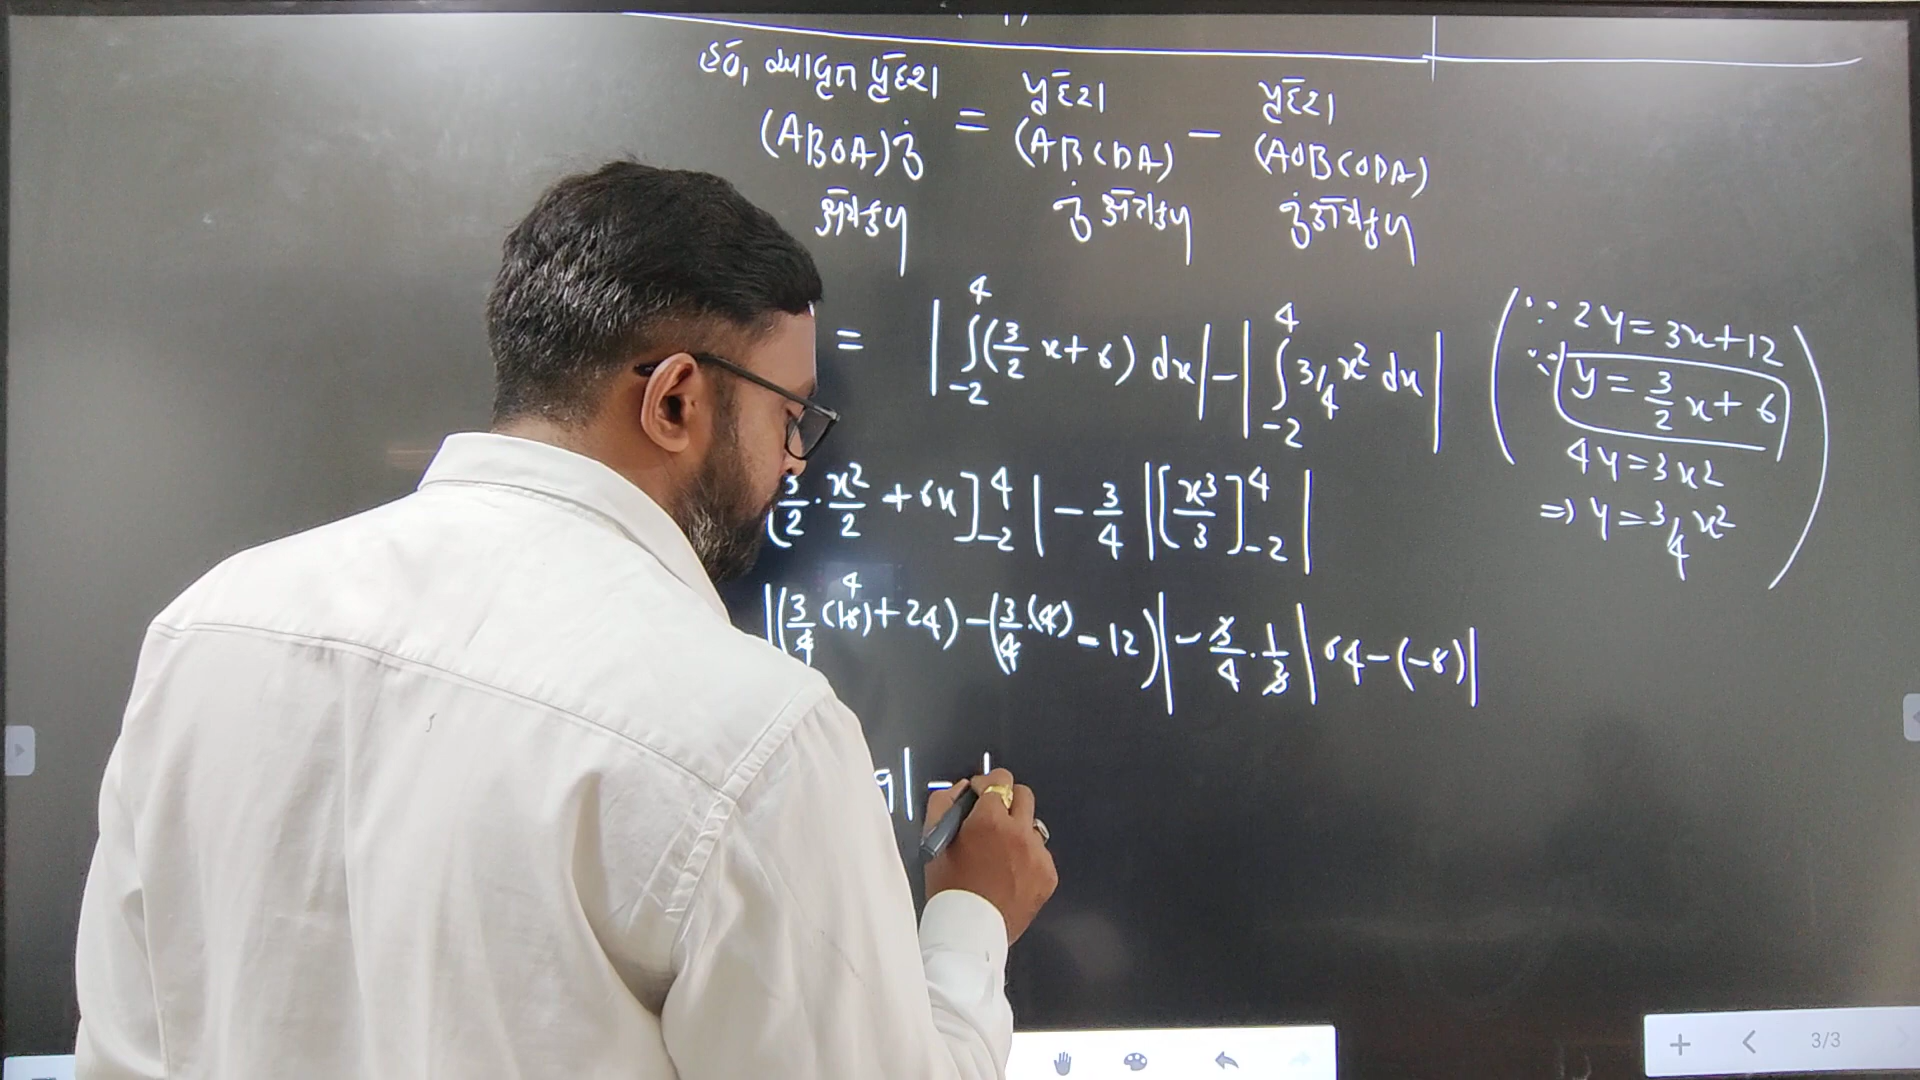 હવે, આવૃત્ત પ્રદેશ = પ્રદેશ − પ્રદેશ
(ABOA)નું (ABCDA) (AOBCODA)
ક્ષેત્રફળ નું ક્ષેત્રફળ નું ક્ષેત્રફળ
= |∫₋₂⁴ (3/2 x + 6) dx| − |∫₋₂⁴ 3/4 x² dx|
3/2 · x²/2 + 6x]₋₂⁴ | − 3/4 |[x³/3]₋₂⁴|
|(3/4 (16) + 24) − (3/4 · (4) − 12)| − 3/4 · 1/3 |64 − (−8)|
9| −
(∵ 2y = 3x + 12
∴ y = 3/2 x + 6
4y = 3x²
⇒ y = 3/4 x²)
3/3